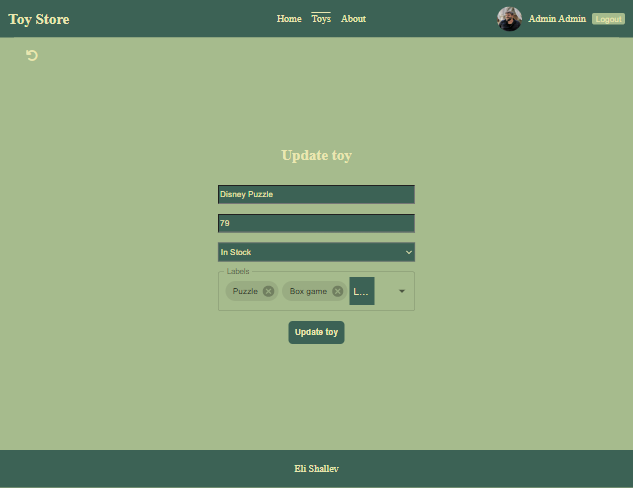 Toy Store
Home Toys About
Admin Admin Logout
Update toy
Disney Puzzle
79
In Stock
Labels
Puzzle Box game L...
Update toy
Eli Shallev